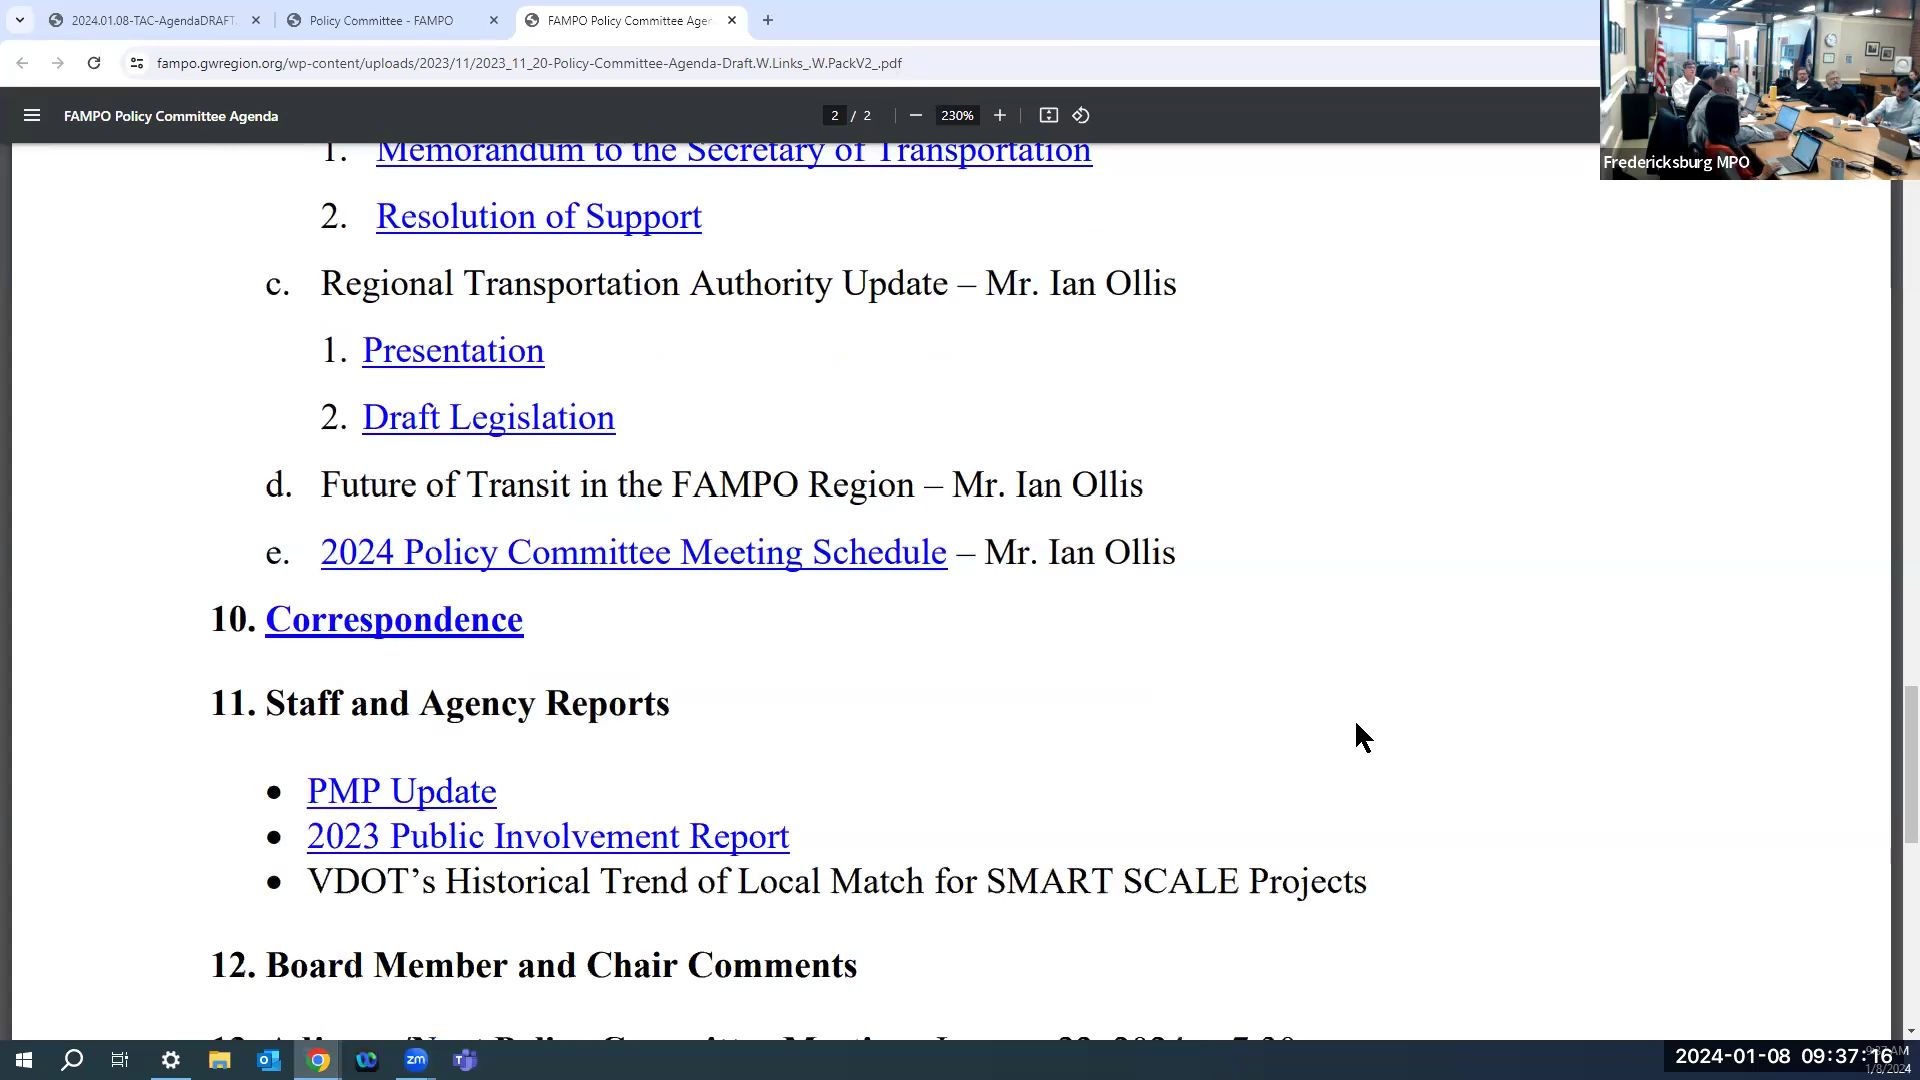 2024.01.08-TAC-AgendaDRAFT
Policy Committee - FAMPO
FAMPO Policy Committee Agen
fampo.gwregion.org/wp-content/uploads/2023/11/2023_11_20-Policy-Committee-Agenda-Draft.W.Links_.W.PackV2_.pdf
FAMPO Policy Committee Agenda
2 / 2
230%
Fredericksburg MPO
1. Memorandum to the Secretary of Transportation
2. Resolution of Support
c. Regional Transportation Authority Update – Mr. Ian Ollis
1. Presentation
2. Draft Legislation
d. Future of Transit in the FAMPO Region – Mr. Ian Ollis
e. 2024 Policy Committee Meeting Schedule – Mr. Ian Ollis
10. Correspondence
11. Staff and Agency Reports
• PMP Update
• 2023 Public Involvement Report
• VDOT’s Historical Trend of Local Match for SMART SCALE Projects
12. Board Member and Chair Comments
2024-01-08 09:37:16
1/8/2024